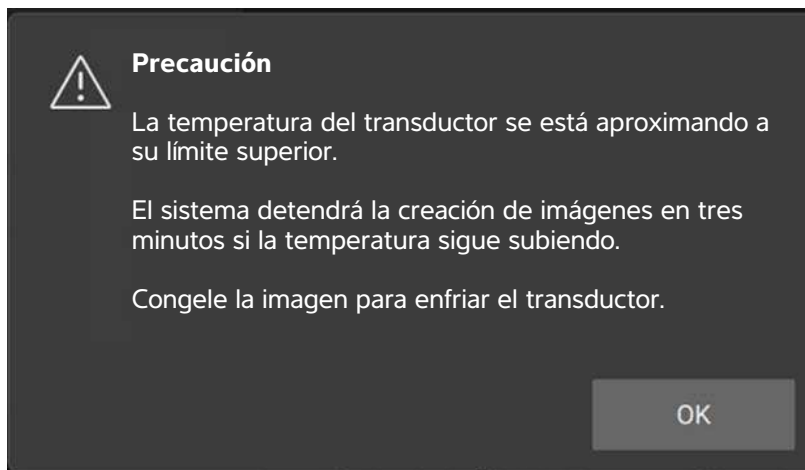 Precaución
La temperatura del transductor se está aproximando a
su límite superior.
El sistema detendrá la creación de imágenes en tres
minutos si la temperatura sigue subiendo.
Congele la imagen para enfriar el transductor.
OK